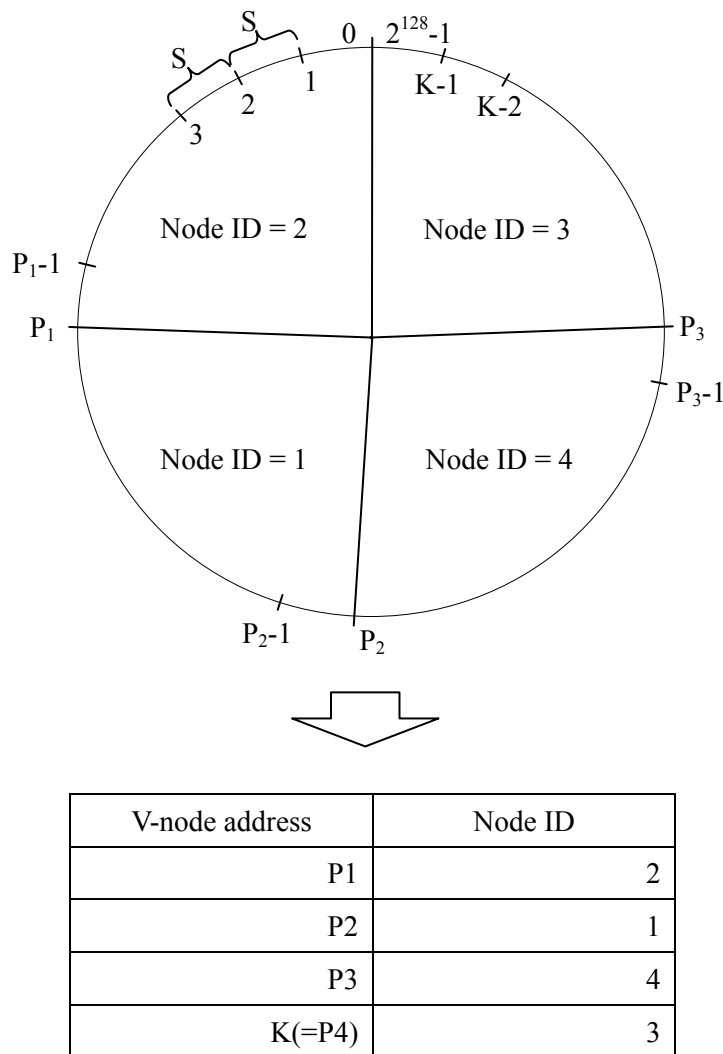 0 2¹²⁸-1
S
S
1
K-1
2
K-2
3
Node ID = 2
Node ID = 3
P₁-1
P₁
P₃
P₃-1
Node ID = 1
Node ID = 4
P₂-1
P₂
V-node address Node ID
P1 2
P2 1
P3 4
K(=P4) 3